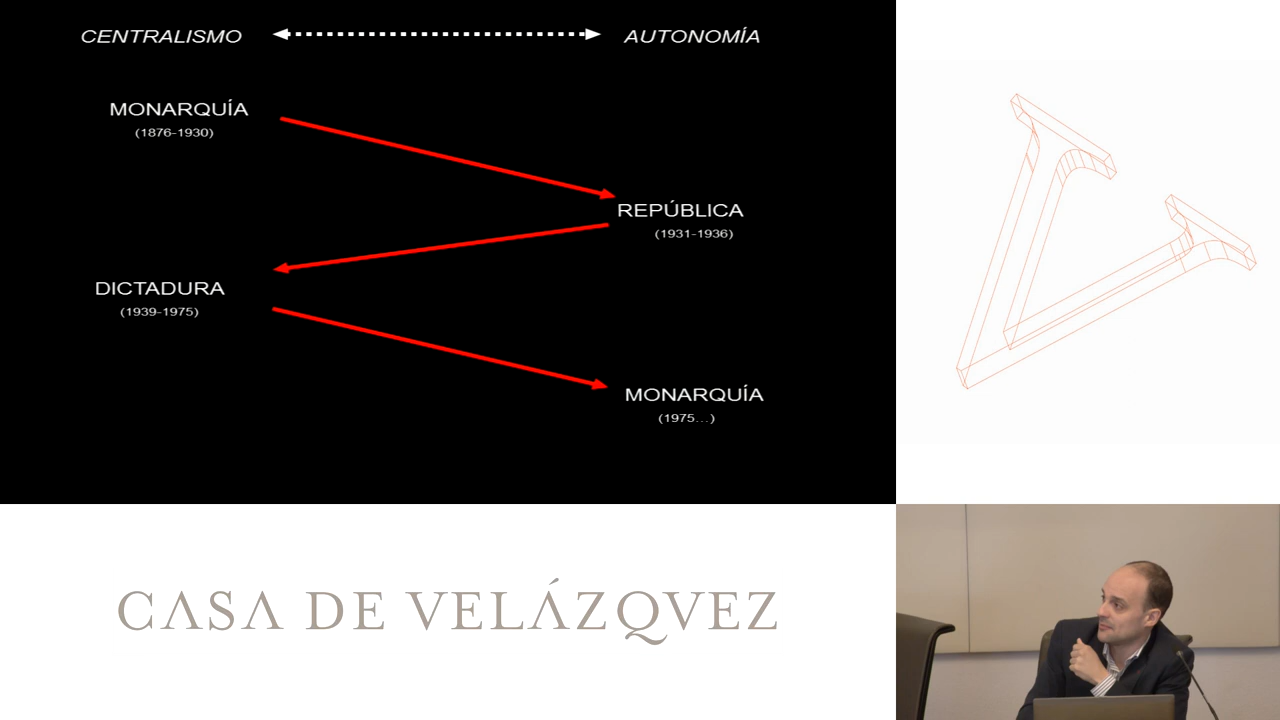 CENTRALISMO AUTONOMÍA
MONARQUÍA
(1876-1930)
REPÚBLICA
(1931-1936)
DICTADURA
(1939-1975)
MONARQUÍA
(1975...)
CASA DE VELÁZQVEZ